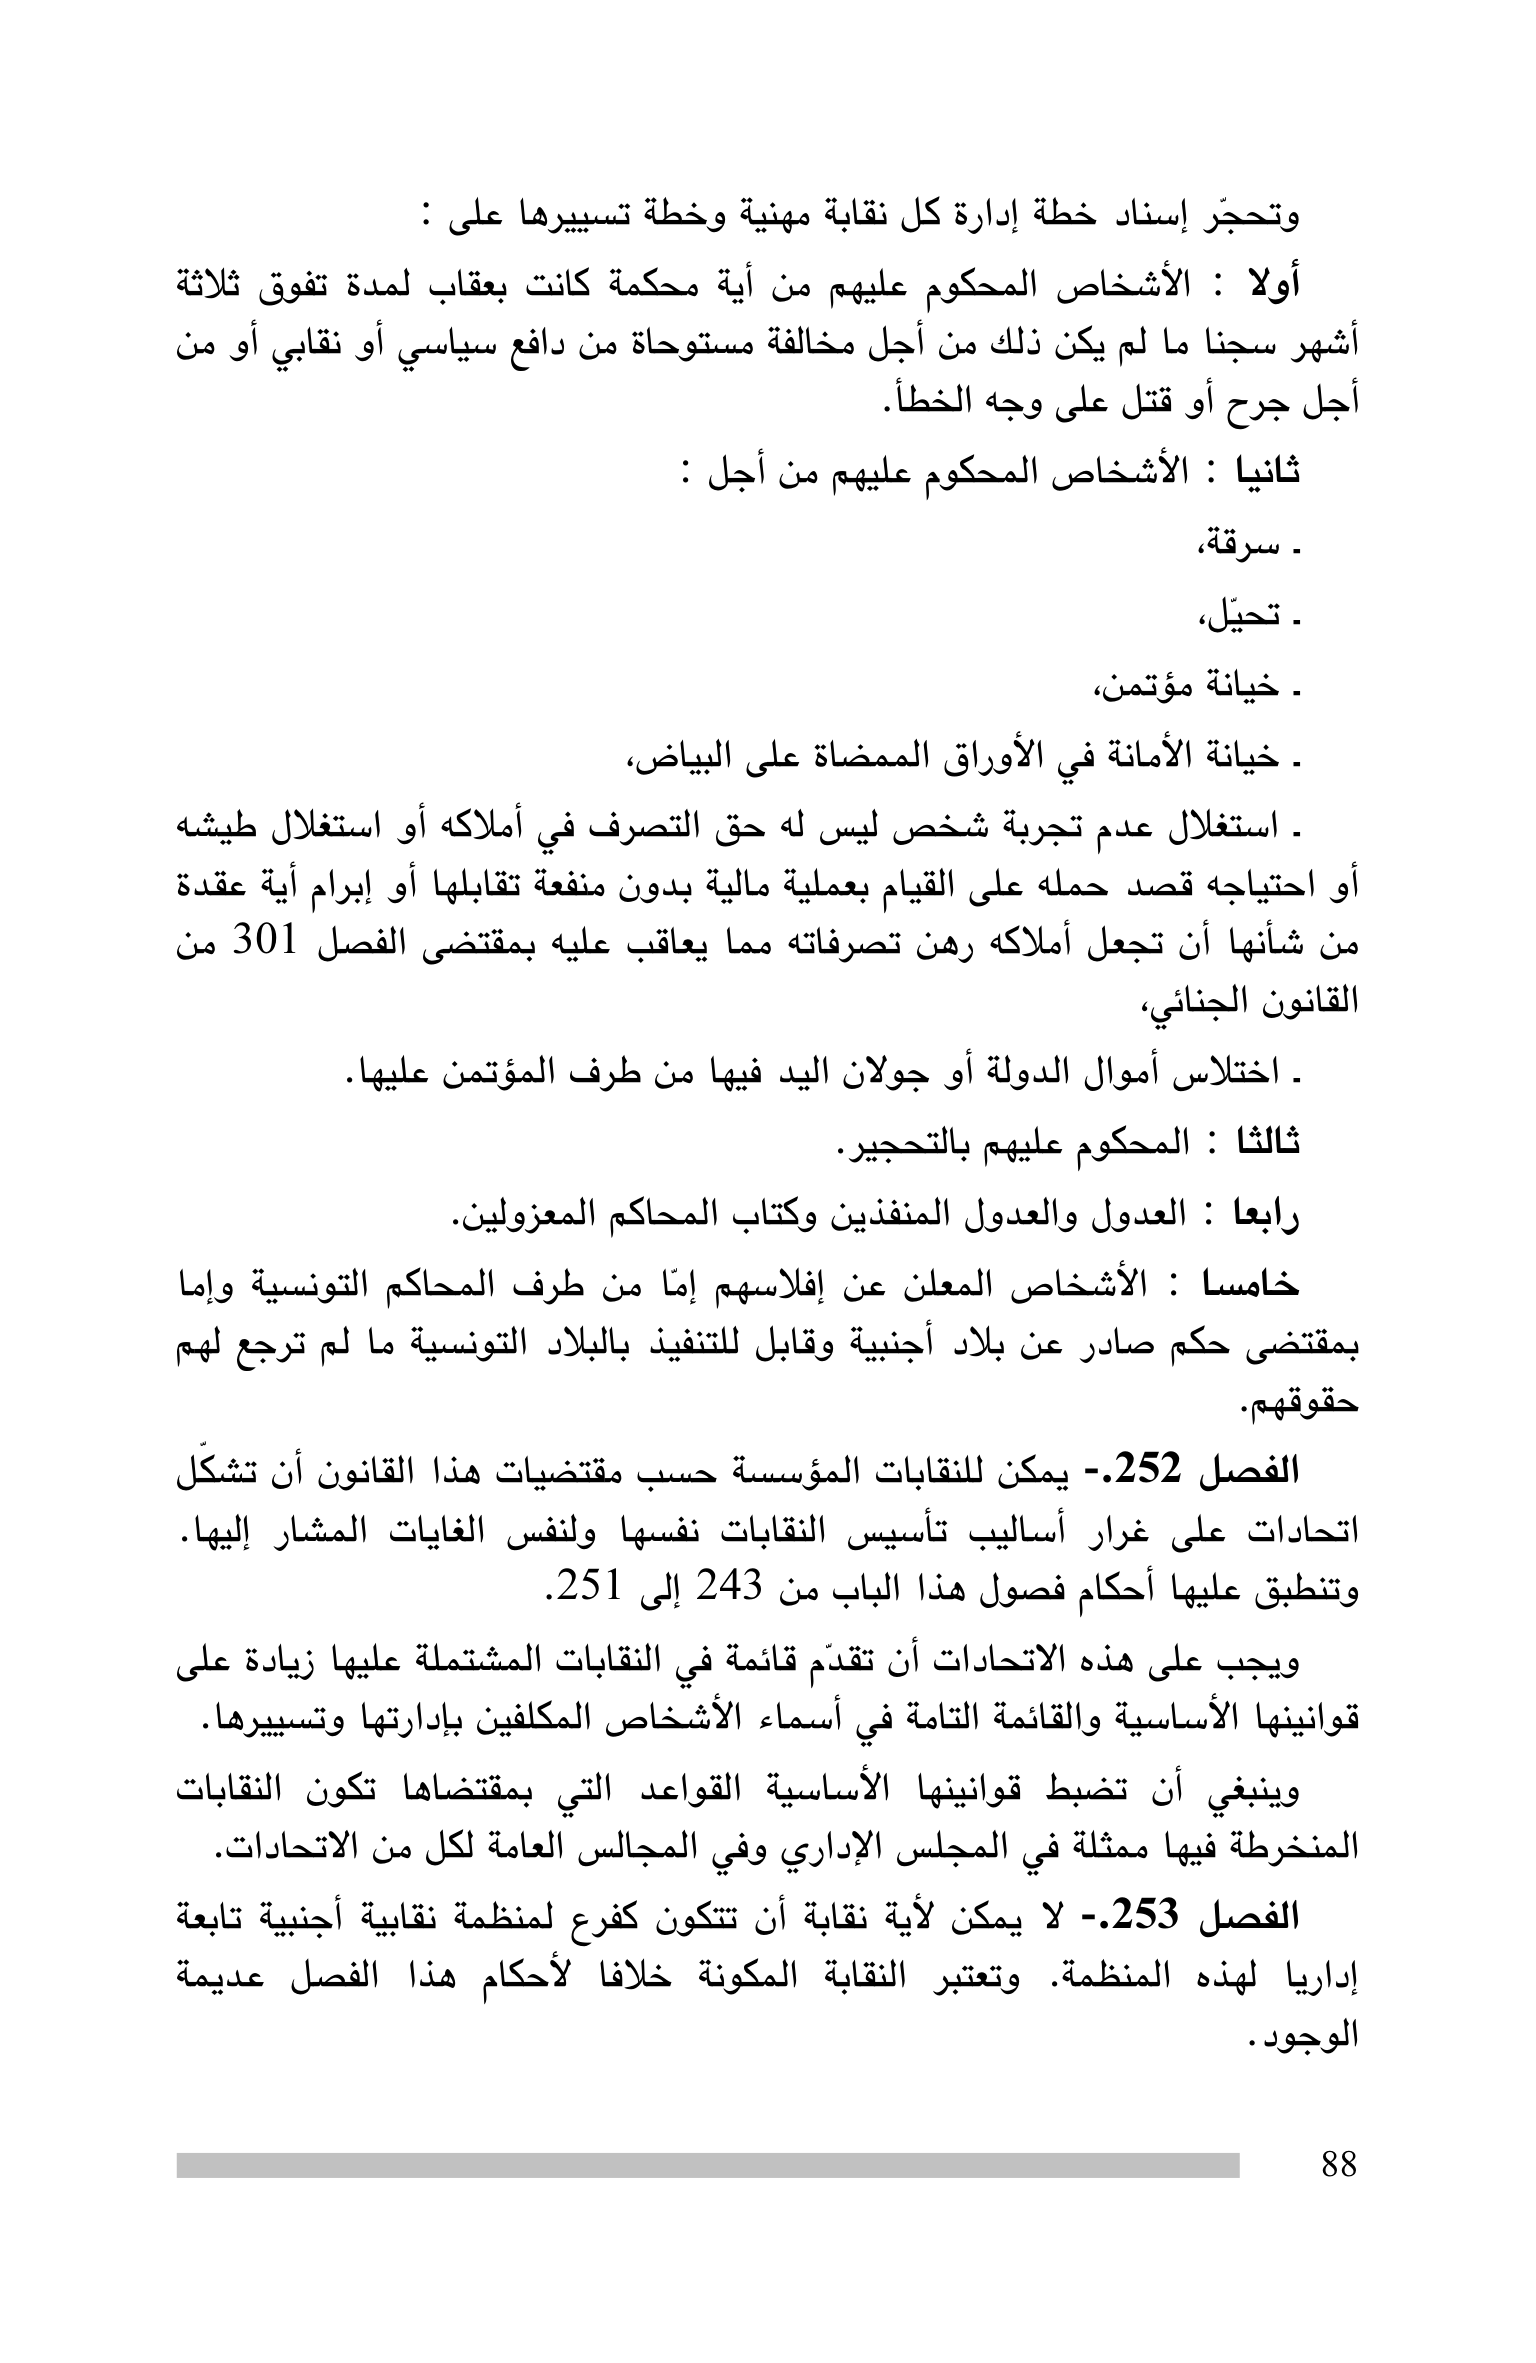 وتحجّر إسناد خطة إدارة كل نقابة مهنية وخطة تسييرها على :
أولا : الأشخاص المحكوم عليهم من أية محكمة كانت بعقاب لمدة تفوق ثلاثة
أشهر سجنا ما لم يكن ذلك من أجل مخالفة مستوحاة من دافع سياسي أو نقابي أو من
أجل جرح أو قتل على وجه الخطأ.
ثانيا : الأشخاص المحكوم عليهم من أجل :
ـ سرقة،
ـ تحيّل،
ـ خيانة مؤتمن،
ـ خيانة الأمانة في الأوراق الممضاة على البياض،
ـ استغلال عدم تجربة شخص ليس له حق التصرف في أملاكه أو استغلال طيشه
أو احتياجه قصد حمله على القيام بعملية مالية بدون منفعة تقابلها أو إبرام أية عقدة
من شأنها أن تجعل أملاكه رهن تصرفاته مما يعاقب عليه بمقتضى الفصل 301 من
القانون الجنائي،
ـ اختلاس أموال الدولة أو جولان اليد فيها من طرف المؤتمن عليها.
ثالثا : المحكوم عليهم بالتحجير.
رابعا : العدول والعدول المنفذين وكتاب المحاكم المعزولين.
خامسا : الأشخاص المعلن عن إفلاسهم إمّا من طرف المحاكم التونسية وإما
بمقتضى حكم صادر عن بلاد أجنبية وقابل للتنفيذ بالبلاد التونسية ما لم ترجع لهم
حقوقهم.
الفصل 252.- يمكن للنقابات المؤسسة حسب مقتضيات هذا القانون أن تشكّل
اتحادات على غرار أساليب تأسيس النقابات نفسها ولنفس الغايات المشار إليها.
وتنطبق عليها أحكام فصول هذا الباب من 243 إلى 251.
ويجب على هذه الاتحادات أن تقدّم قائمة في النقابات المشتملة عليها زيادة على
قوانينها الأساسية والقائمة التامة في أسماء الأشخاص المكلفين بإدارتها وتسييرها.
وينبغي أن تضبط قوانينها الأساسية القواعد التي بمقتضاها تكون النقابات
المنخرطة فيها ممثلة في المجلس الإداري وفي المجالس العامة لكل من الاتحادات.
الفصل 253.- لا يمكن لأية نقابة أن تتكون كفرع لمنظمة نقابية أجنبية تابعة
إداريا لهذه المنظمة. وتعتبر النقابة المكونة خلافا لأحكام هذا الفصل عديمة
الوجود.
88